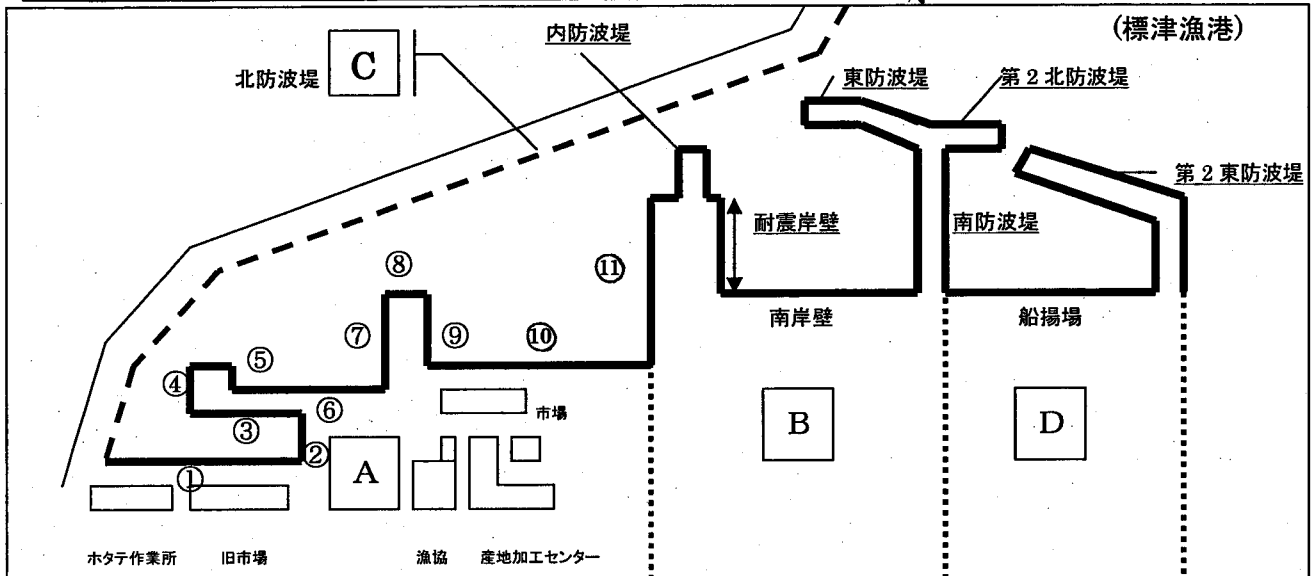 (標津漁港)
内防波堤
北防波堤
C
東防波堤
第2北防波堤
第2東防波堤
耐震岸壁
南防波堤
⑧
⑪
南岸壁
船揚場
⑦
⑨
⑩
⑤
④
⑥
③
②
①
市場
A
B
D
ホタテ作業所
旧市場
漁協
産地加工センター